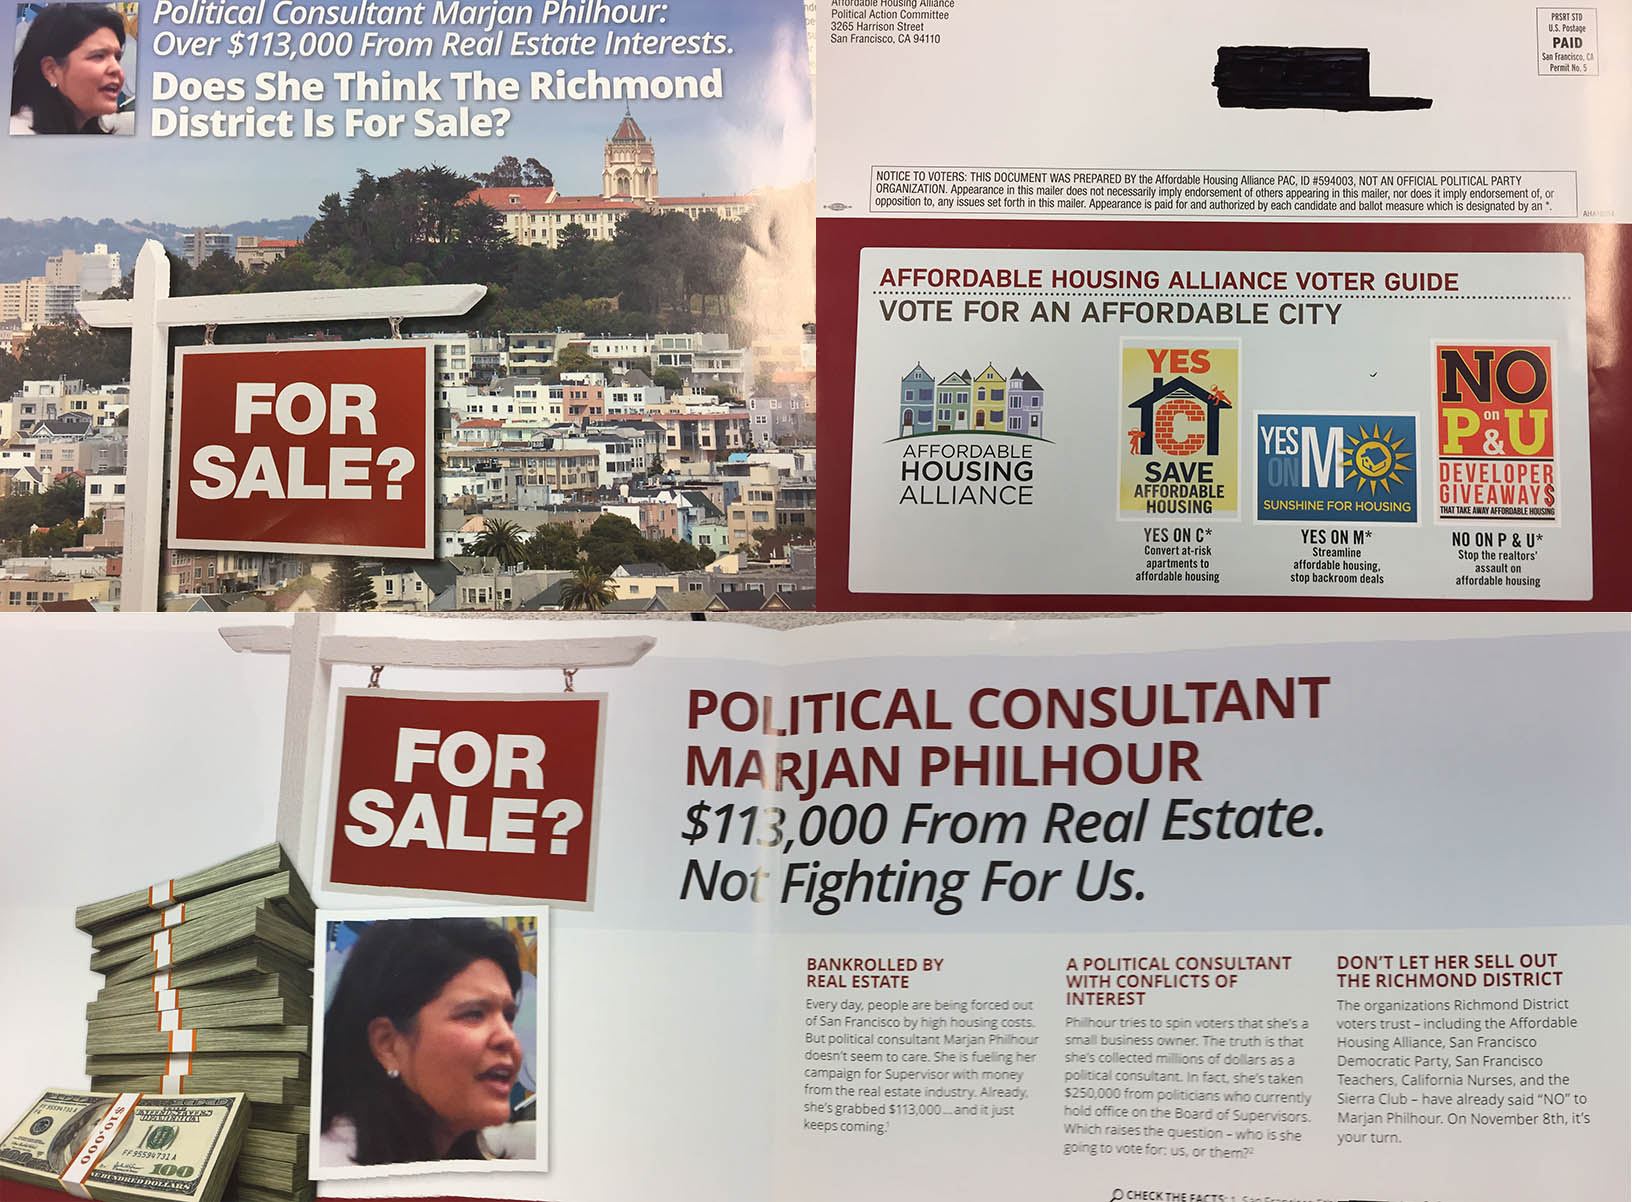 Political Consultant Marjan Philhour:
Over $113,000 From Real Estate Interests.
Does She Think The Richmond
District Is For Sale?
FOR
SALE?
Affordable Housing Alliance
Political Action Committee
3265 Harrison Street
San Francisco, CA 94110
PRSRT STD
U.S. Postage
PAID
San Francisco, CA
Permit No. 5
NOTICE TO VOTERS: THIS DOCUMENT WAS PREPARED BY the Affordable Housing Alliance PAC, ID #594003, NOT AN OFFICIAL POLITICAL PARTY
ORGANIZATION. Appearance in this mailer does not necessarily imply endorsement of others appearing in this mailer, nor does it imply endorsement of, or
opposition to, any issues set forth in this mailer. Appearance is paid for and authorized by each candidate and ballot measure which is designated by an *.
AFFORDABLE HOUSING ALLIANCE VOTER GUIDE
VOTE FOR AN AFFORDABLE CITY
AFFORDABLE
HOUSING
ALLIANCE
YES
C
SAVE
AFFORDABLE
HOUSING
YES ON C*
Convert at-risk
apartments to
affordable housing
YES
ON
M
SUNSHINE FOR HOUSING
YES ON M*
Streamline
affordable housing,
stop backroom deals
NO
on
P&U
DEVELOPER
GIVEAWAY$
THAT TAKE AWAY AFFORDABLE HOUSING
NO ON P & U*
Stop the realtors'
assault on
affordable housing
FOR
SALE?
POLITICAL CONSULTANT
MARJAN PHILHOUR
$113,000 From Real Estate.
Not Fighting For Us.
BANKROLLED BY
REAL ESTATE
Every day, people are being forced out
of San Francisco by high housing costs.
But political consultant Marjan Philhour
doesn't seem to care. She is fueling her
campaign for Supervisor with money
from the real estate industry. Already,
she's grabbed $113,000 ... and it just
keeps coming.¹
A POLITICAL CONSULTANT
WITH CONFLICTS OF
INTEREST
Philhour tries to spin voters that she's a
small business owner. The truth is that
she's collected millions of dollars as a
political consultant. In fact, she's taken
$250,000 from politicians who currently
hold office on the Board of Supervisors.
Which raises the question – who is she
going to vote for: us, or them?²
DON'T LET HER SELL OUT
THE RICHMOND DISTRICT
The organizations Richmond District
voters trust – including the Affordable
Housing Alliance, San Francisco
Democratic Party, San Francisco
Teachers, California Nurses, and the
Sierra Club – have already said "NO" to
Marjan Philhour. On November 8th, it's
your turn.
CHECK THE FACTS: 1. San Francisco
$10,000
FF 95594731 A
100
ONE HUNDRED DOLLARS